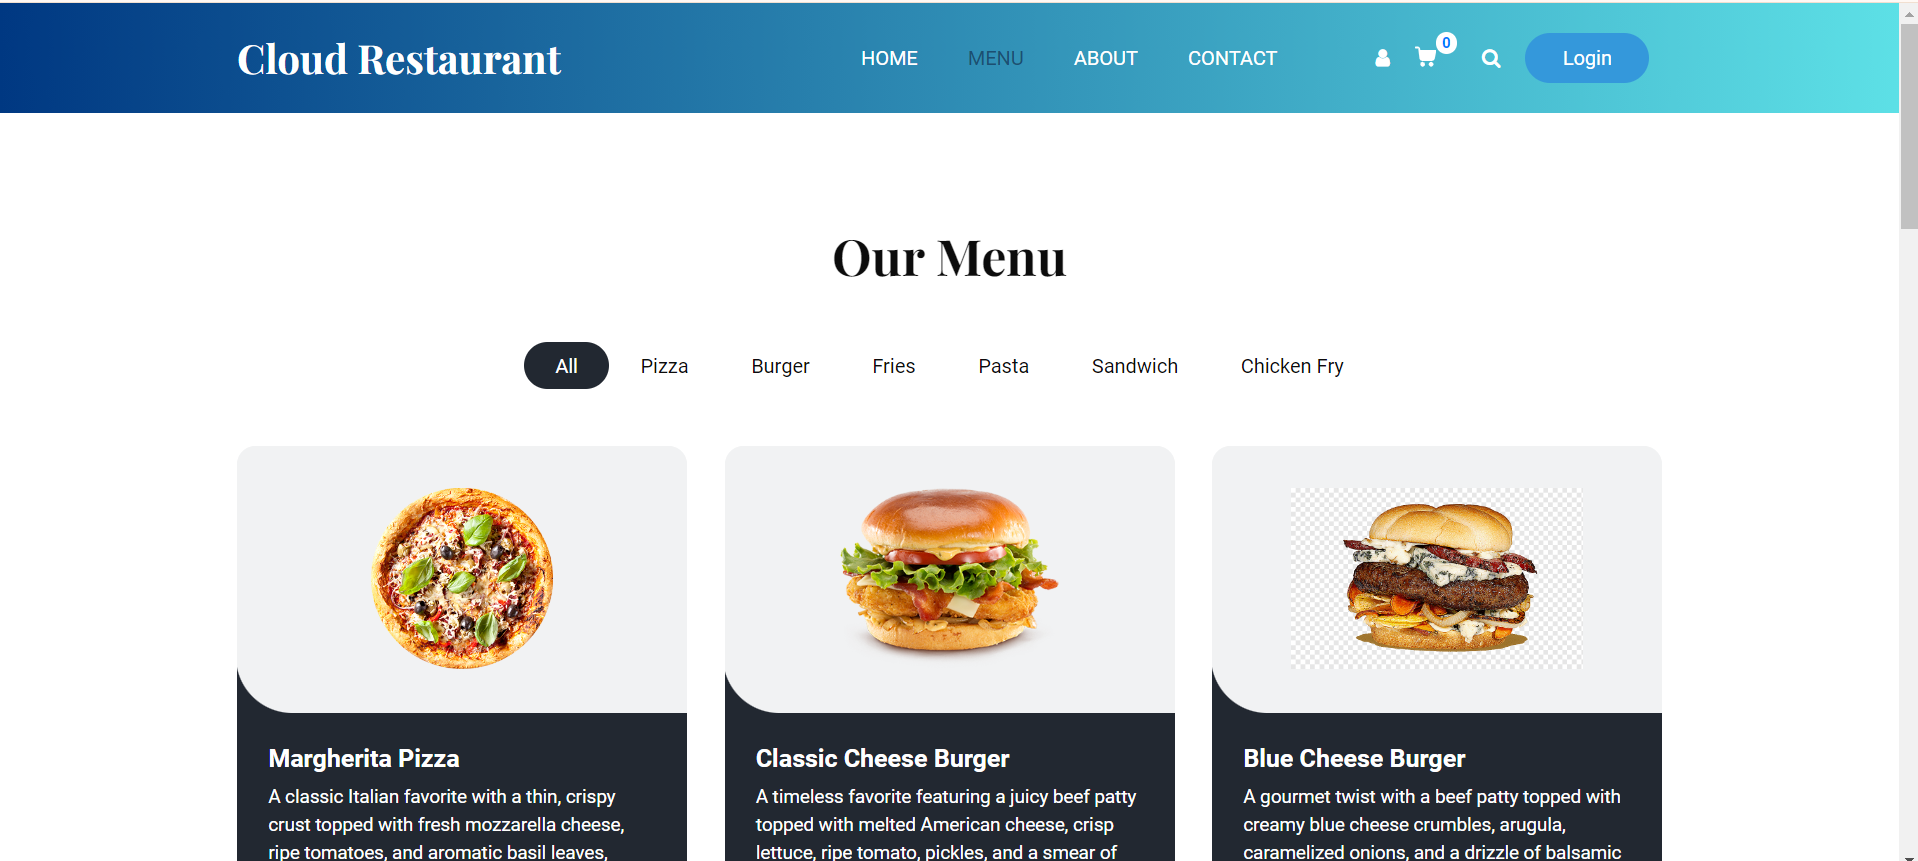 Cloud Restaurant
HOME MENU ABOUT CONTACT 0 Login
Our Menu
All Pizza Burger Fries Pasta Sandwich Chicken Fry
Margherita Pizza
A classic Italian favorite with a thin, crispy
crust topped with fresh mozzarella cheese,
ripe tomatoes, and aromatic basil leaves,
Classic Cheese Burger
A timeless favorite featuring a juicy beef patty
topped with melted American cheese, crisp
lettuce, ripe tomato, pickles, and a smear of
Blue Cheese Burger
A gourmet twist with a beef patty topped with
creamy blue cheese crumbles, arugula,
caramelized onions, and a drizzle of balsamic